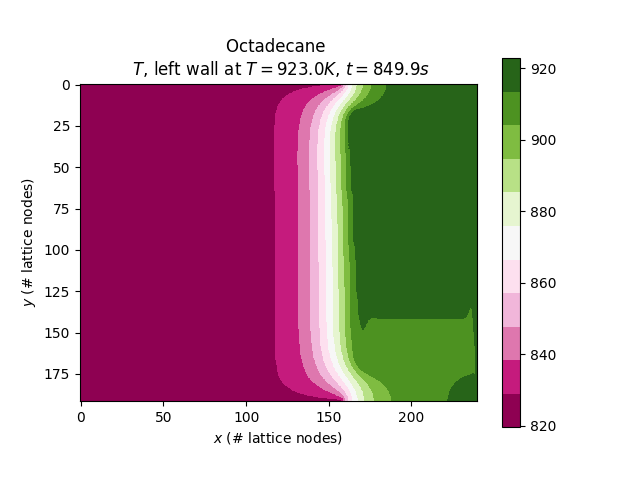 Octadecane
T, left wall at T = 923.0K, t = 849.9s
0
25
50
75
100
125
150
175
y (# lattice nodes)
0 50 100 150 200
x (# lattice nodes)
920
900
880
860
840
820